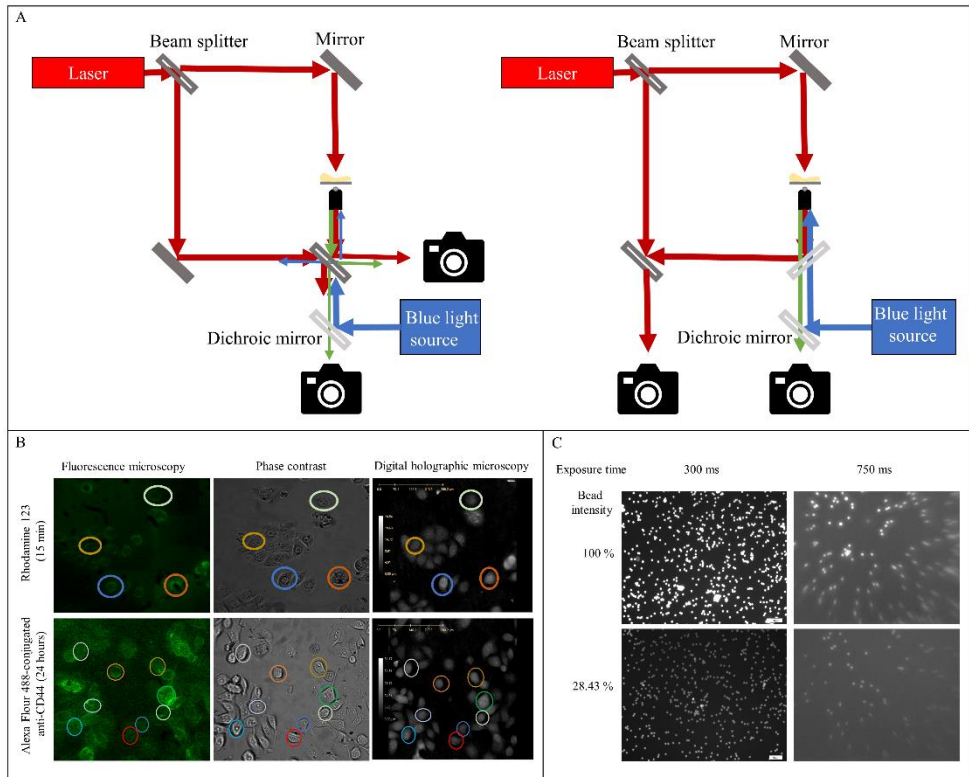 A
Beam splitter
Mirror
Laser
Blue light
source
Dichroic mirror
Beam splitter
Mirror
Laser
Blue light
source
Dichroic mirror
B
Fluorescence microscopy
Phase contrast
Digital holographic microscopy
Rhodamine 123
(15 min)
Alexa Flour 488-conjugated
anti-CD44 (24 hours)
C
Exposure time
300 ms
750 ms
Bead
intensity
100 %
28.43 %